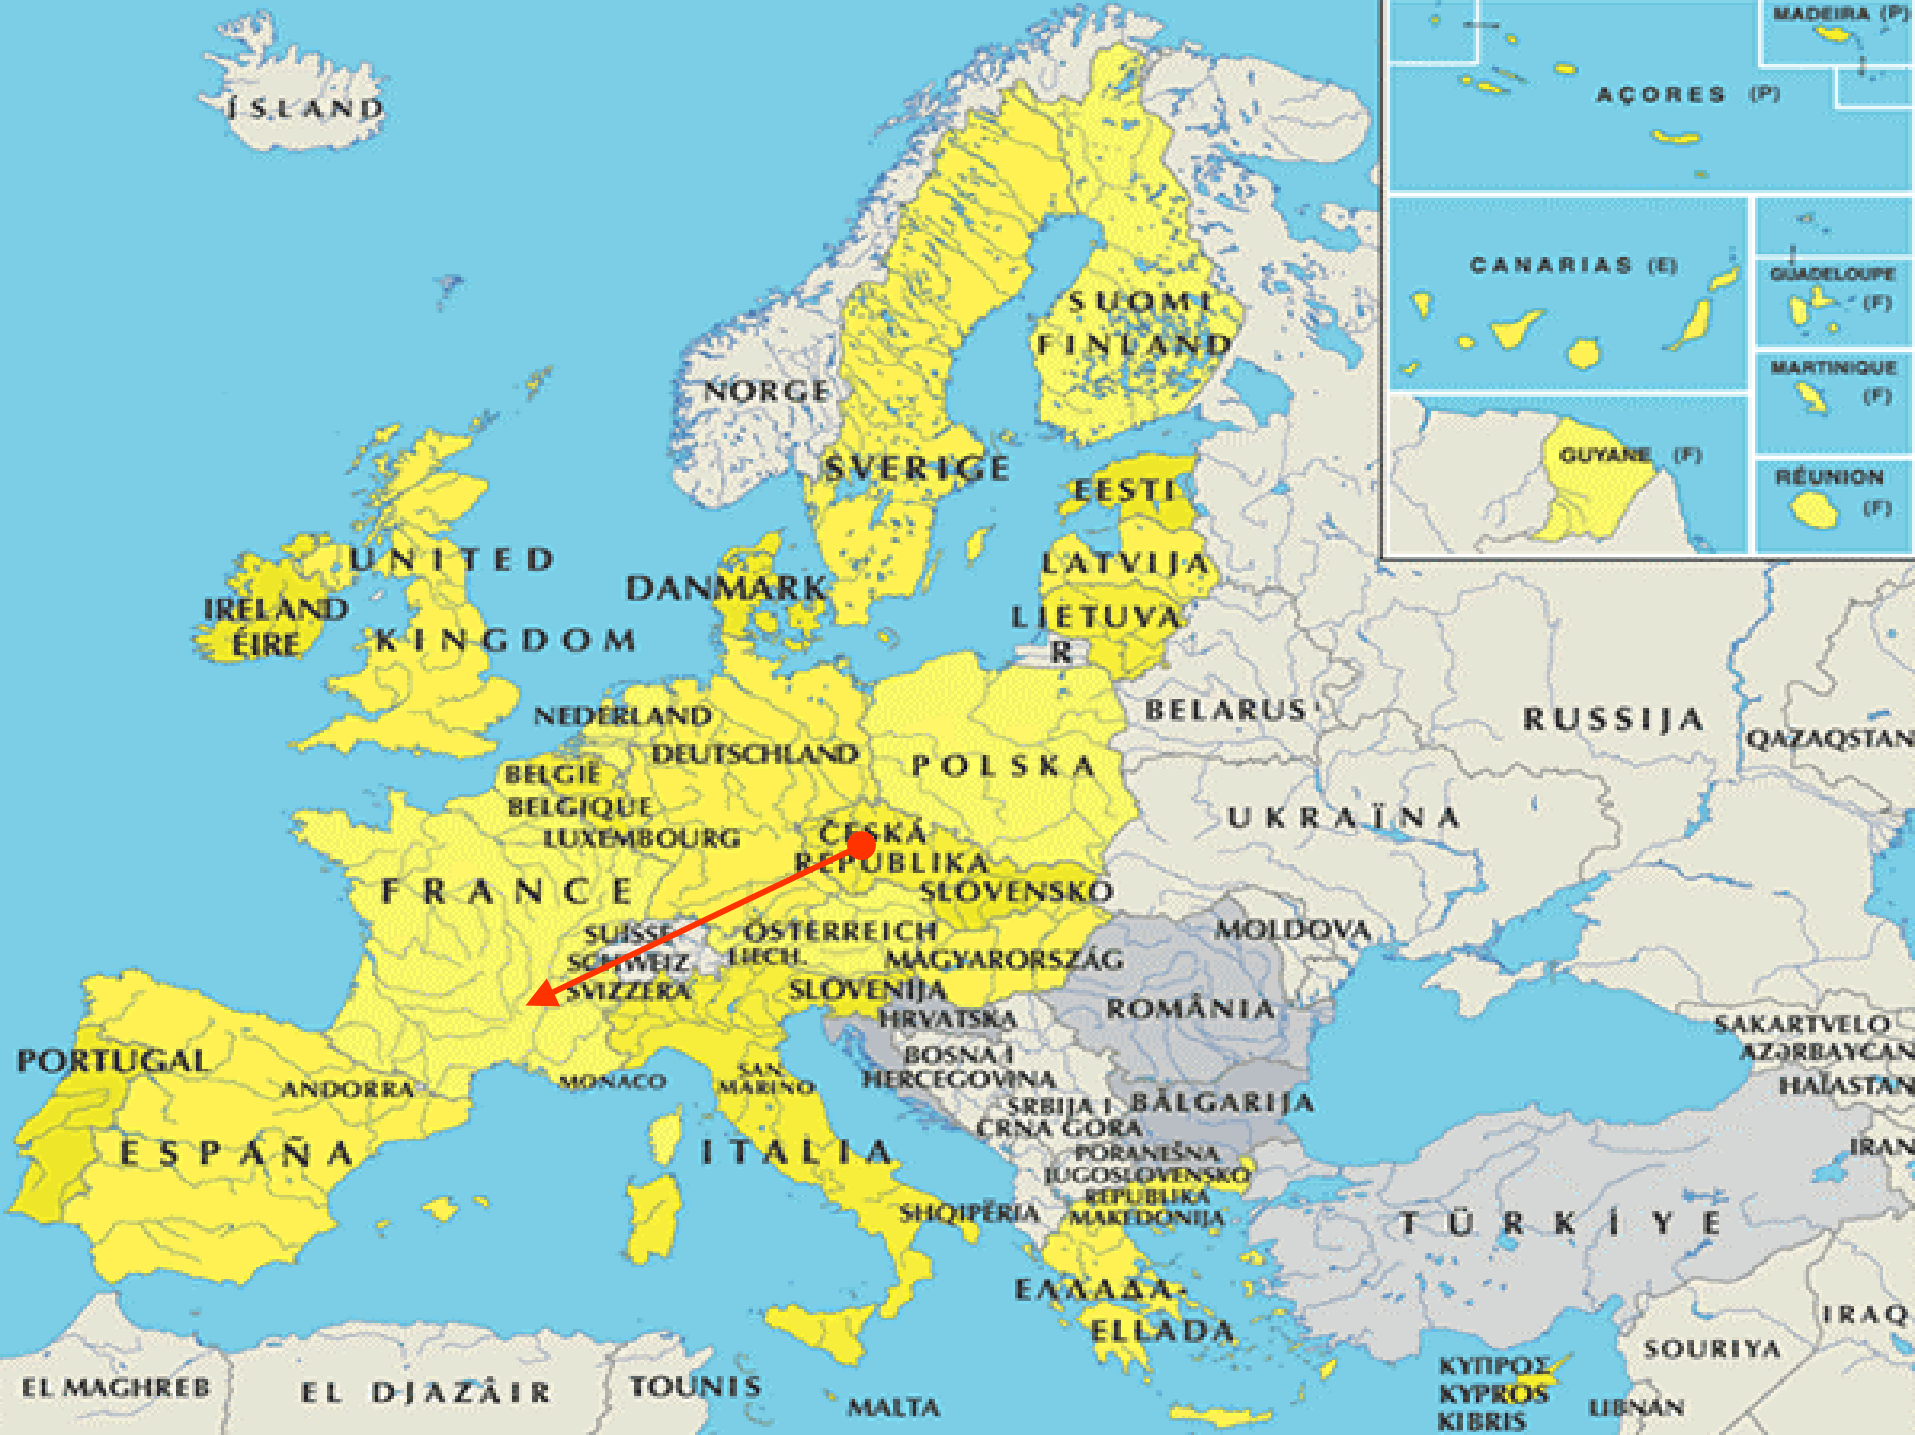 MADEIRA (P)
AÇORES (P)
ÍSLAND
CANARIAS (E)
GUADELOUPE
(F)
SUOMI
FINLAND
MARTINIQUE
(F)
NORGE
GUYANE (F)
SVERIGE
RÉUNION
(F)
EESTI
UNITED
KINGDOM
LATVIJA
DANMARK
IRELAND
ÉIRE
LIETUVA
R
NEDERLAND
BELARUS
RUSSIJA
QAZAQSTAN
DEUTSCHLAND
POLSKA
BELGIË
BELGIQUE
LUXEMBOURG
UKRAÏNA
ČESKÁ
REPUBLIKA
FRANCE
SLOVENSKO
SUISSE
SCHWEIZ
SVIZZERA
ÖSTERREICH
LIECH.
MOLDOVA
MAGYARORSZÁG
SLOVENIJA
ROMÂNIA
HRVATSKA
SAKARTVELO
AZƏRBAYCAN
HAÏASTAN
BOSNA I
HERCEGOVINA
PORTUGAL
ANDORRA
MONACO
SAN
MARINO
SRBIJA I
CRNA GORA
BĂLGARIJA
ESPAÑA
ITALIA
IRAN
PORANEŠNA
JUGOSLOVENSKO
REPUBLIKA
MAKEDONIJA
SHQIPËRIA
TÜRKÍYE
ΕΛΛΑΔΑ-
ELLADA
IRAQ
SOURIYA
EL MAGHREB
EL DJAZÂIR
TOUNIS
MALTA
ΚΥΠΡΟΣ
KYPROS
KIBRIS
LIBNÁN